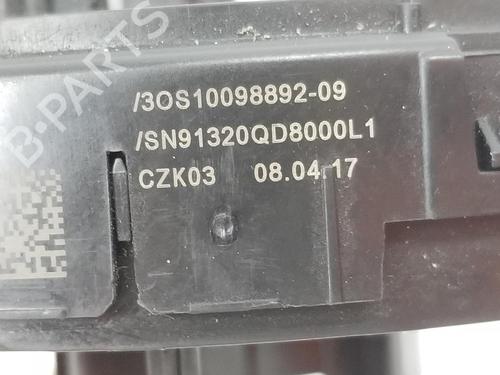 /3OS10098892-09
/SN91320QD8000L1
CZK03 08.04.17
B-PARTS